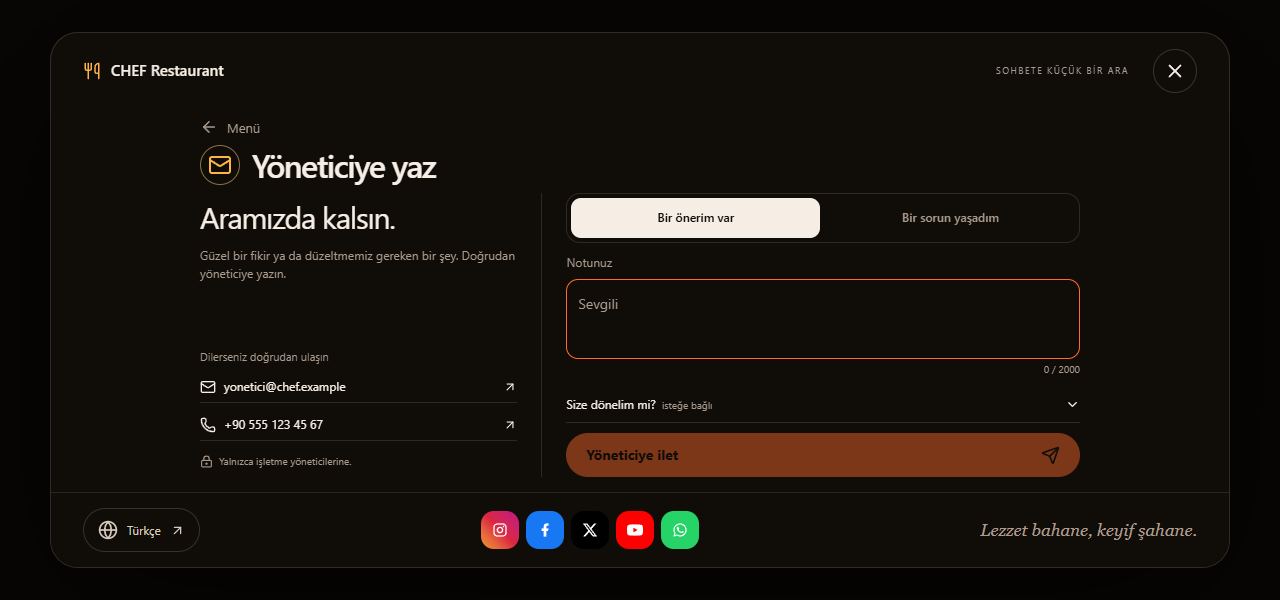 CHEF Restaurant
SOHBETE KÜÇÜK BİR ARA
Menü
Yöneticiye yaz
Aramızda kalsın.
Güzel bir fikir ya da düzeltmemiz gereken bir şey. Doğrudan
yöneticiye yazın.
Dilerseniz doğrudan ulaşın
yonetici@chef.example
+90 555 123 45 67
Yalnızca işletme yöneticilerine.
Bir önerim var
Bir sorun yaşadım
Notunuz
Sevgili
0 / 2000
Size dönelim mi? isteğe bağlı
Yöneticiye ilet
Türkçe
Lezzet bahane, keyif şahane.